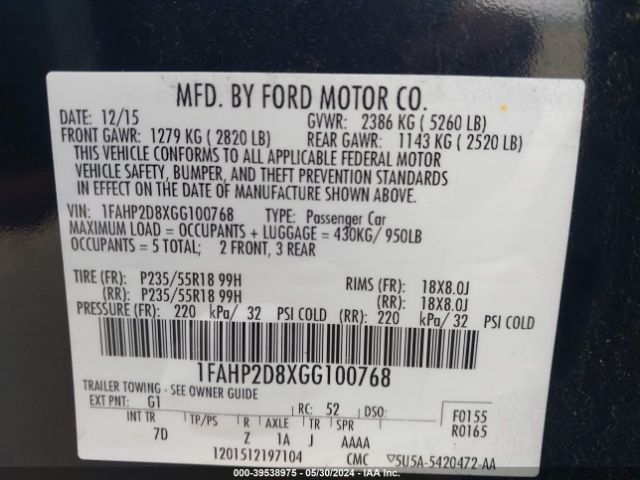 MFD. BY FORD MOTOR CO.
DATE: 12/15 GVWR: 2386 KG ( 5260 LB)
FRONT GAWR: 1279 KG ( 2820 LB) REAR GAWR: 1143 KG ( 2520 LB)
THIS VEHICLE CONFORMS TO ALL APPLICABLE FEDERAL MOTOR
VEHICLE SAFETY, BUMPER, AND THEFT PREVENTION STANDARDS
IN EFFECT ON THE DATE OF MANUFACTURE SHOWN ABOVE.
VIN: 1FAHP2D8XGG100768 TYPE: Passenger Car
MAXIMUM LOAD = OCCUPANTS + LUGGAGE = 430KG/ 950LB
OCCUPANTS = 5 TOTAL; 2 FRONT, 3 REAR
TIRE (FR): P235/55R18 99H RIMS (FR): 18X8.0J
(RR): P235/55R18 99H (RR): 18X8.0J
PRESSURE (FR): 220 kPa/ 32 PSI COLD (RR): 220 kPa/ 32 PSI COLD
1FAHP2D8XGG100768
TRAILER TOWING - SEE OWNER GUIDE
EXT PNT: G1 RC: 52 DSO: F0155
INT TR TP/PS R AXLE TR SPR R0165
7D Z 1A J AAAA
1201512197104 CMC 5U5A-5420472-AA
000-39538975 - 05/30/2024 - IAA Inc.